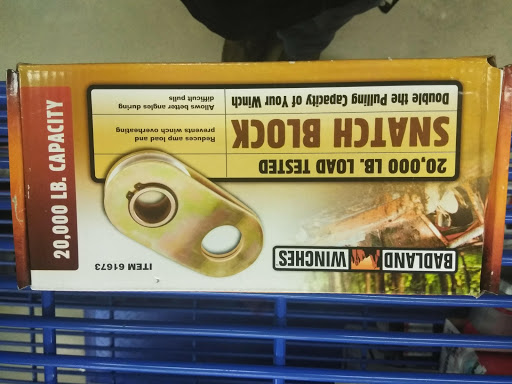 BADLAND
WINCHES
20,000 LB. LOAD TESTED
SNATCH BLOCK
Double the Pulling Capacity of Your Winch
Reduces amp load and
prevents winch overheating
Allows better angles during
difficult pulls
ITEM 61673
20,000 LB. CAPACITY